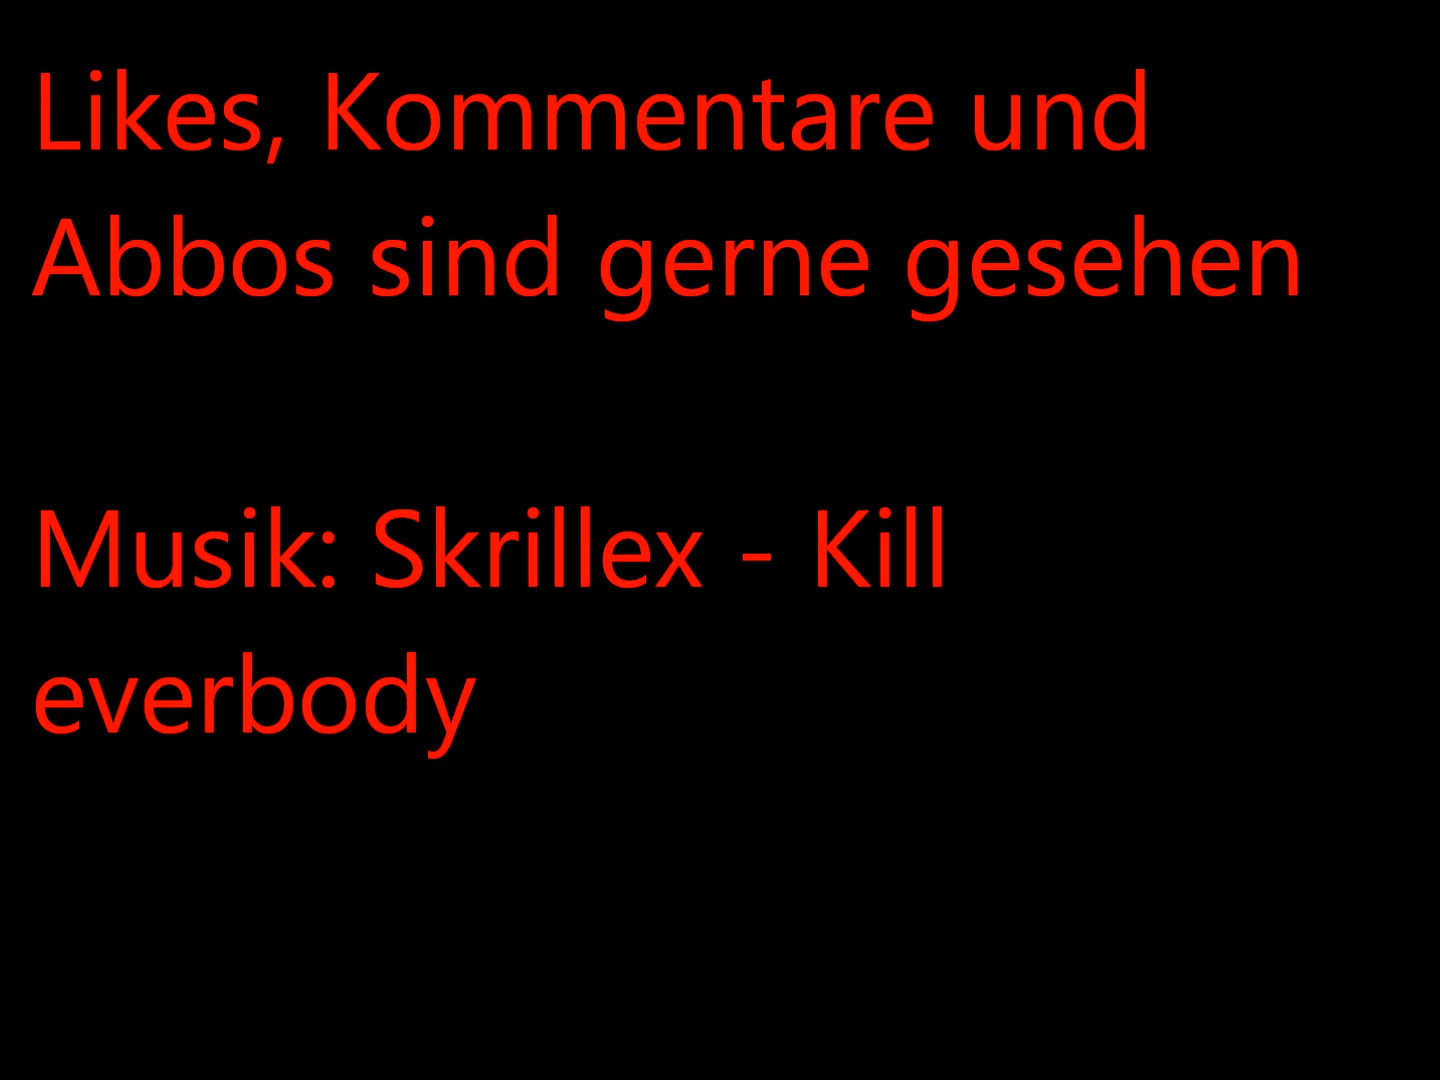 Likes, Kommentare und
Abbos sind gerne gesehen
Musik: Skrillex - Kill
everbody